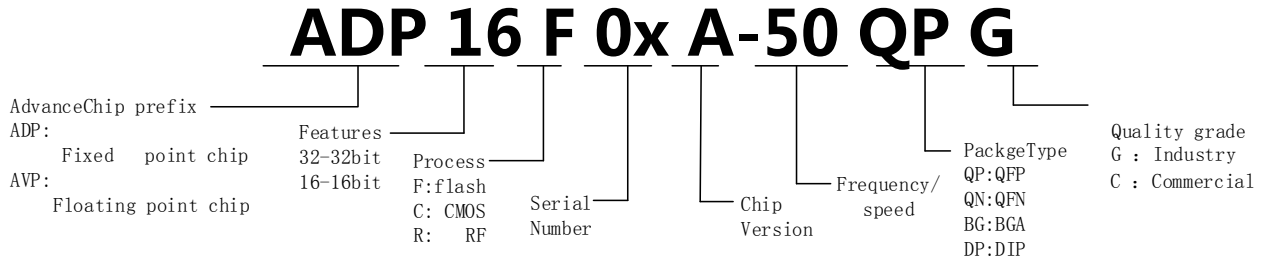 ADP 16 F 0x A-50 QP G
AdvanceChip prefix
ADP:
Fixed point chip
AVP:
Floating point chip
Features
32-32bit
16-16bit
Process
F:flash
C: CMOS
R: RF
Serial
Number
Chip
Version
Frequency/
speed
PackgeType
QP:QFP
QN:QFN
BG:BGA
DP:DIP
Quality grade
G : Industry
C : Commercial